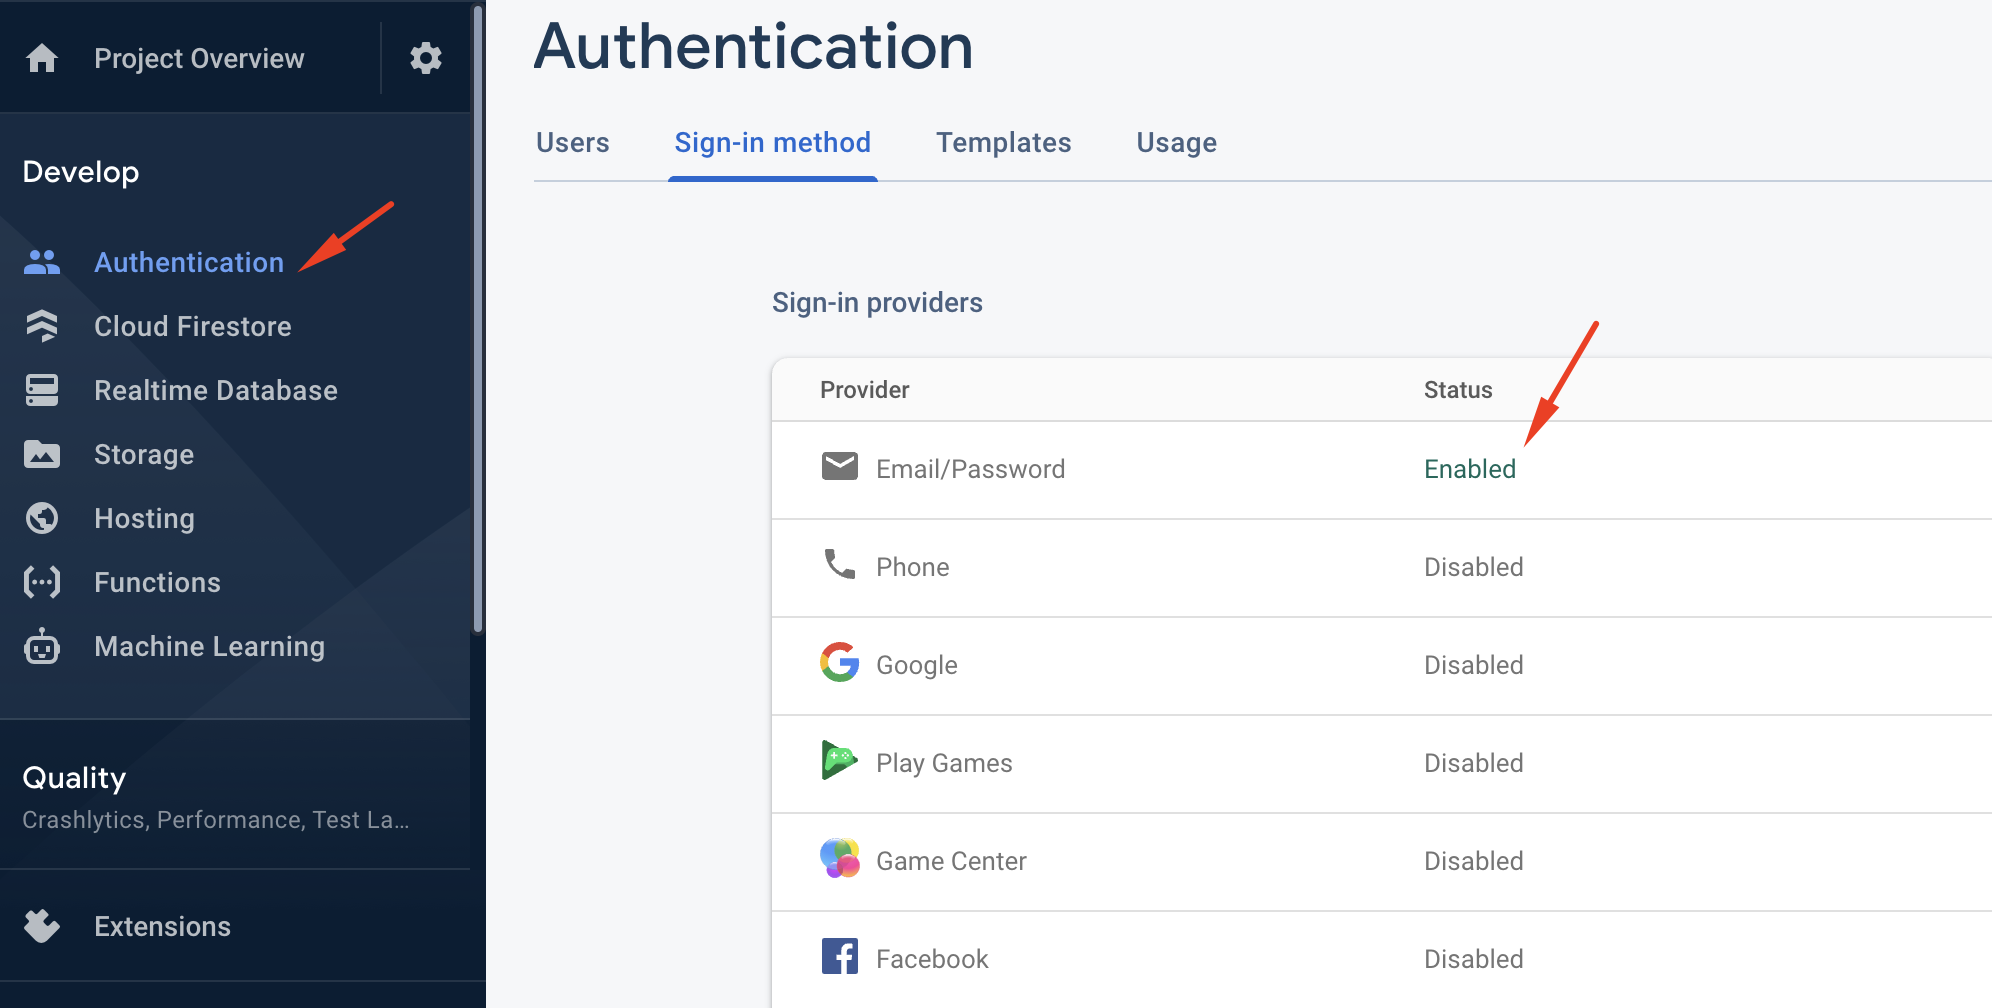 Project Overview
Develop
Authentication
Cloud Firestore
Realtime Database
Storage
Hosting
Functions
Machine Learning
Quality
Crashlytics, Performance, Test La...
Extensions
Authentication
Users Sign-in method Templates Usage
Sign-in providers
Provider Status
Email/Password Enabled
Phone Disabled
Google Disabled
Play Games Disabled
Game Center Disabled
Facebook Disabled